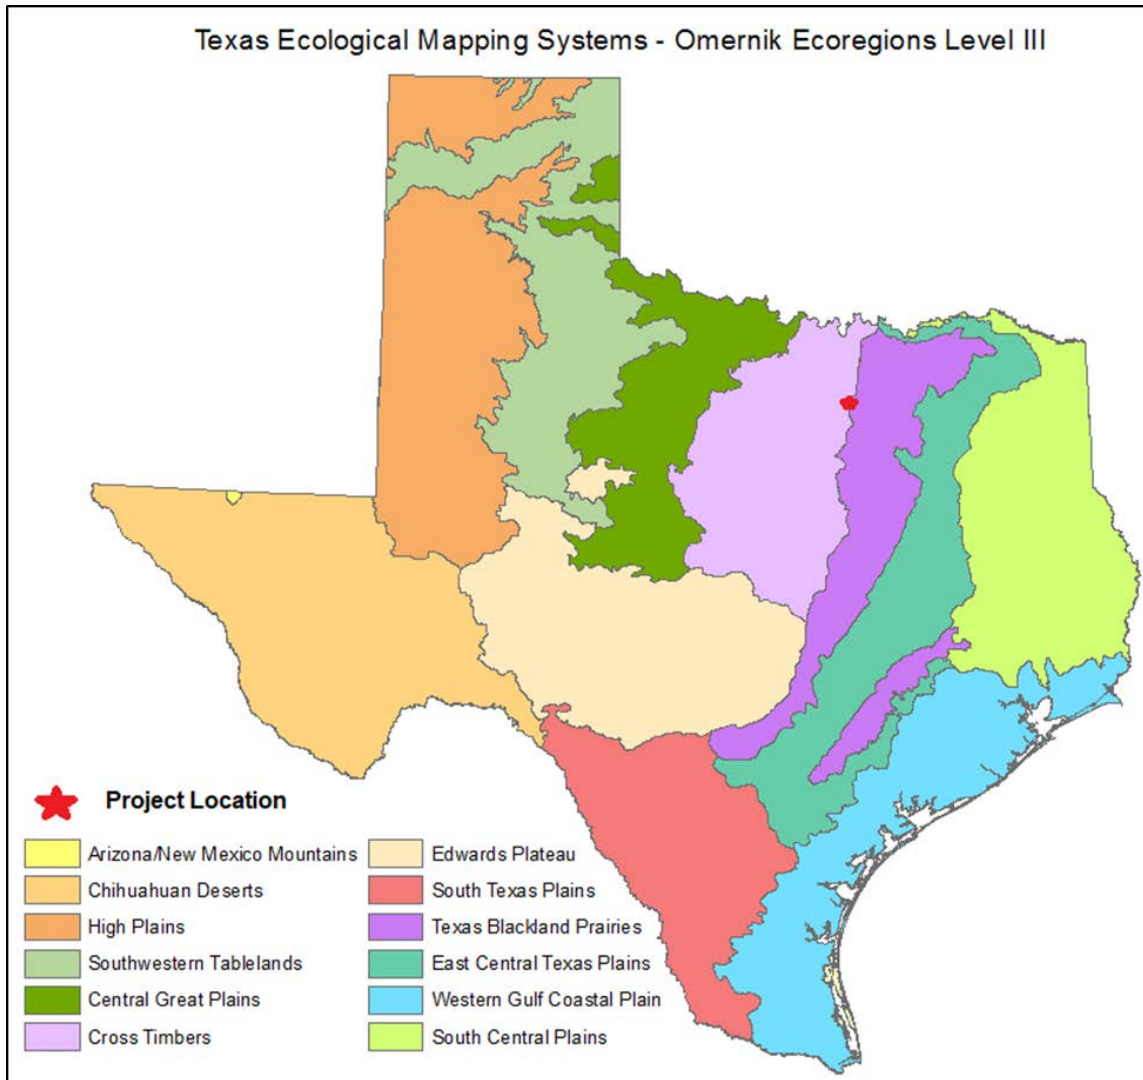 Texas Ecological Mapping Systems - Omernik Ecoregions Level III
Project Location
Arizona/New Mexico Mountains
Chihuahuan Deserts
High Plains
Southwestern Tablelands
Central Great Plains
Cross Timbers
Edwards Plateau
South Texas Plains
Texas Blackland Prairies
East Central Texas Plains
Western Gulf Coastal Plain
South Central Plains